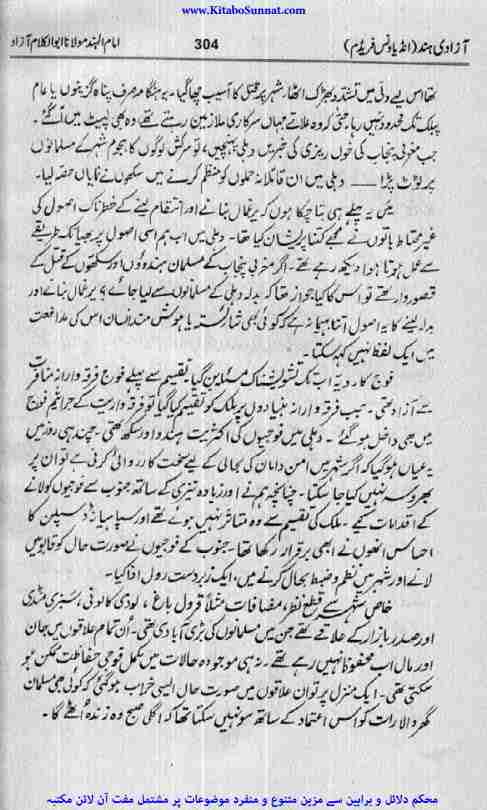 www.KitaboSunnat.com
آزادی ہند (انڈیا ونس فریڈم) 304 امام الہند مولانا ابوالکلام آزاد
تھا اس لیے دلّی میں تشدد بھڑک اٹھا۔ شہر پر قتل کا آسیب چھا گیا۔ یہ ہنگامہ صرف پناہ گزینوں یا عام
پبلک تک محدود نہیں رہا حتیٰ کہ وہ علاقے جہاں سرکاری ملازمین رہتے تھے وہ بھی لپیٹ میں آ گئے۔
جب مغربی پنجاب کی خوں ریزی کی خبریں دہلی پہنچیں، تو سرکش لوگوں کا ہجوم شہر کے مسلمانوں
پر ٹوٹ پڑا ـــــ دہلی میں ان قاتلانہ حملوں کو منظم کرنے میں سکھوں نے نمایاں حصہ لیا۔
میں یہ پہلے ہی بتا چکا ہوں کہ یرغمال بنانے اور انتقام لینے کے خطرناک اصول کی
غیر محتاط باتوں نے مجھے کتنا پریشان کیا تھا۔ دہلی میں اب ہم اسی اصول پر بھیانک طریقے
سے عمل ہوتا ہوا دیکھ رہے تھے۔ اگر مغربی پنجاب کے مسلمان ہندوؤں اور سکھوں کے قتل کے
قصور وار تھے تو اس کا کیا جواز تھا کہ بدلہ دہلی کے مسلمانوں سے لیا جائے؟ یرغمال بنانے اور
بدلہ لینے کا یہ اصول اتنا بہیمانہ ہے کہ کوئی بھی شائستہ یا ہوش مند انسان اس کی مدافعت
میں ایک لفظ نہیں کہہ سکتا۔
فوج کا رویہ اب تک تشویشناک مسئلہ بن گیا۔ تقسیم سے پہلے فوج فرقہ وارانہ منافرت
سے آزاد تھی۔ جب فرقہ وارانہ بنیادوں پر ملک کو تقسیم کیا گیا تو فرقہ واریت کے جراثیم فوج
میں بھی داخل ہو گئے۔ دہلی میں فوجیوں کی اکثریت ہندو اور سکھ تھی۔ چند ہی روز میں
یہ عیاں ہو گیا کہ اگر شہر میں امن و امان کی بحالی کے لیے سخت کارروائی کرنی ہے تو ان پر
بھروسہ نہیں کیا جا سکتا۔ چنانچہ ہم نے اور زیادہ تیزی کے ساتھ جنوب سے فوجیوں کو لانے
کے اقدامات کیے۔ ملک کی تقسیم سے وہ متاثر نہیں ہوئے تھے اور سپاہیانہ ڈسپلن کا
احساس انھوں نے ابھی برقرار رکھا تھا۔ جنوب کے فوجیوں نے صورت حال کو قابو میں
لانے اور شہر میں نظم و ضبط بحال کرنے میں، ایک زبردست رول ادا کیا۔
خاص شہر سے قطع نظر، مضافات مثلاً قرول باغ، لودی کالونی، سبزی منڈی
اور صدر بازار کے علاقے تھے جن میں مسلمانوں کی بڑی آبادی تھی۔ ان تمام علاقوں میں جان
اور مال اب محفوظ نہیں رہے تھے۔ نہ ہی موجودہ حالات میں مکمل فوجی حفاظت ممکن ہو
سکتی تھی۔ ایک منزل پر تو ان علاقوں میں صورت حال ایسی خراب ہو گئی کہ کوئی بھی مسلمان
گھر والا رات کو اس اعتماد کے ساتھ سو نہیں سکتا تھا کہ اگلی صبح وہ زندہ اٹھے گا۔
محکم دلائل و براہین سے مزین متنوع و منفرد موضوعات پر مشتمل مفت آن لائن مکتبہ